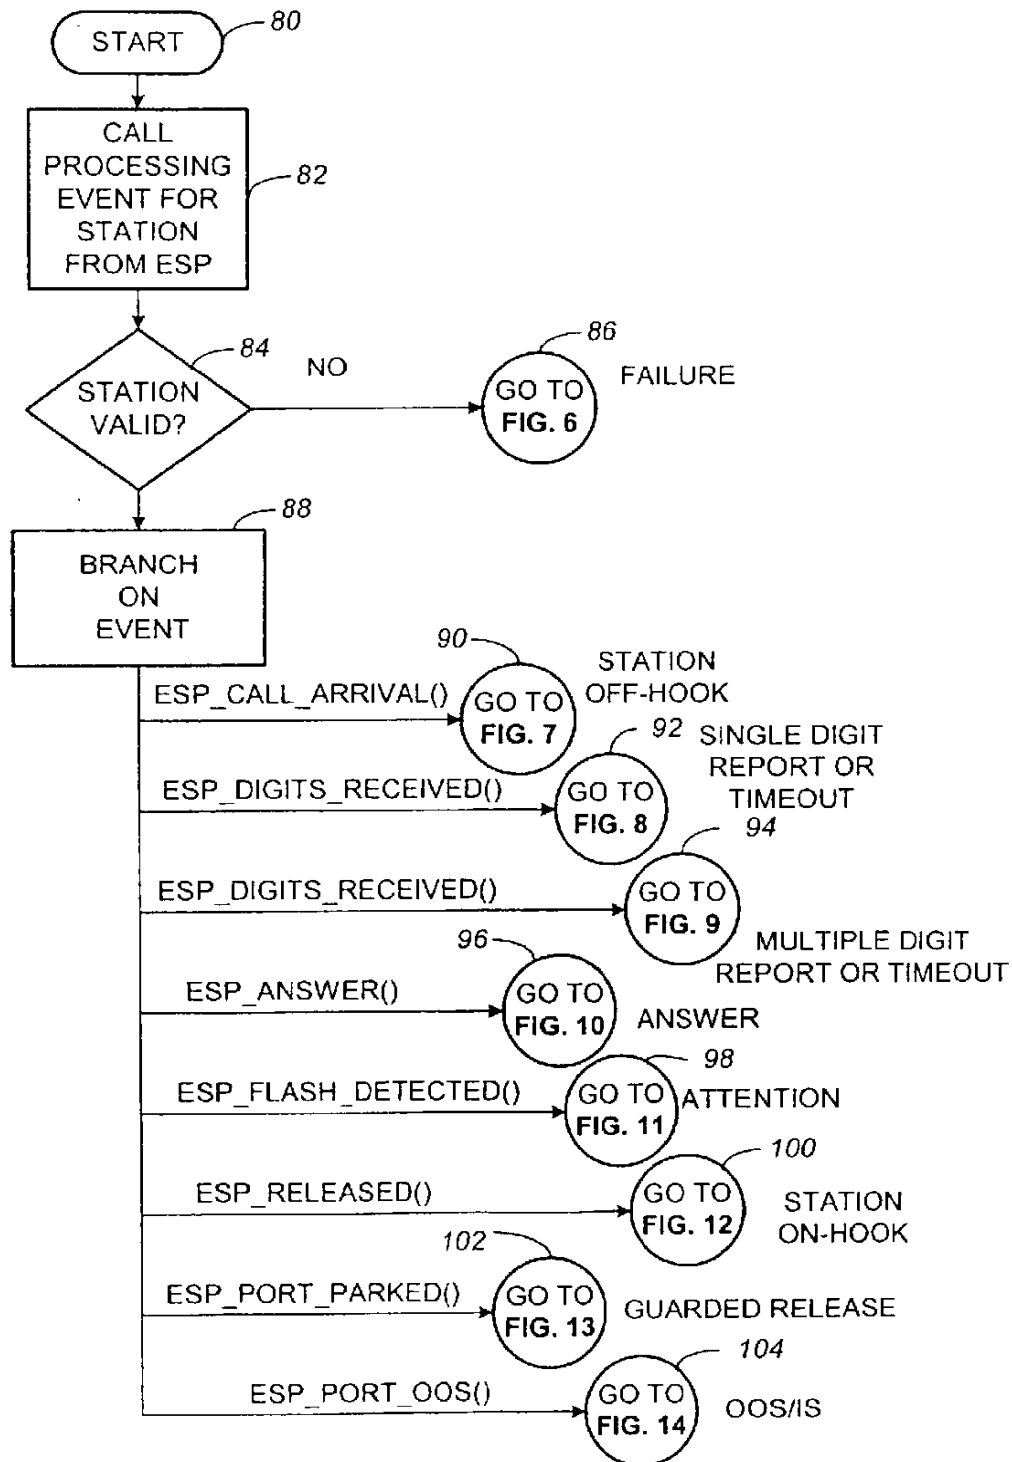 START
80
CALL
PROCESSING
EVENT FOR
STATION
FROM ESP
82
84
STATION
VALID?
NO
86
GO TO
FIG. 6
FAILURE
88
BRANCH
ON
EVENT
ESP_CALL_ARRIVAL()
90
GO TO
FIG. 7
STATION
OFF-HOOK
ESP_DIGITS_RECEIVED()
92
GO TO
FIG. 8
SINGLE DIGIT
REPORT OR
TIMEOUT
ESP_DIGITS_RECEIVED()
94
GO TO
FIG. 9
MULTIPLE DIGIT
REPORT OR TIMEOUT
ESP_ANSWER()
96
GO TO
FIG. 10
ANSWER
ESP_FLASH_DETECTED()
98
GO TO
FIG. 11
ATTENTION
ESP_RELEASED()
100
GO TO
FIG. 12
STATION
ON-HOOK
ESP_PORT_PARKED()
102
GO TO
FIG. 13
GUARDED RELEASE
ESP_PORT_OOS()
104
GO TO
FIG. 14
OOS/IS